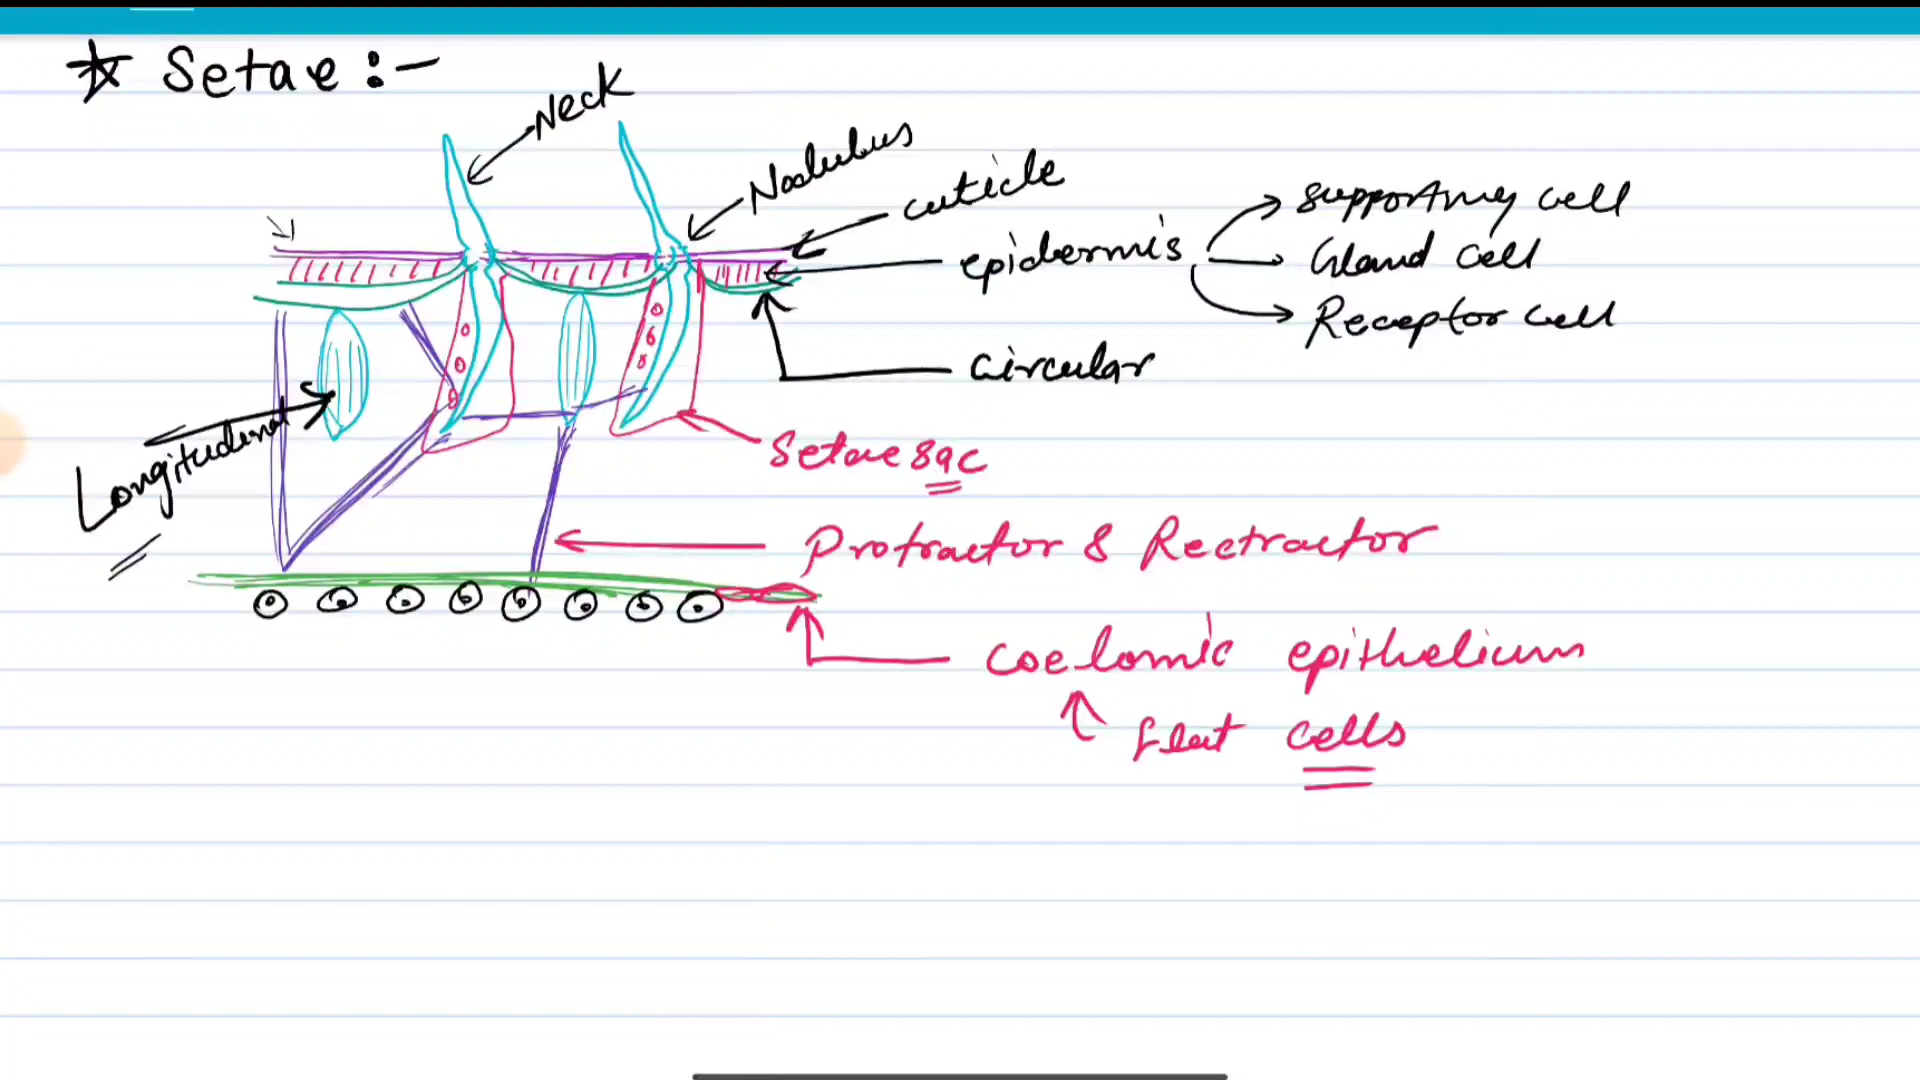 ☆ Setae :-
Neck
Nodubus
cuticle
epidermis
supporting cell
Gland cell
Receptor cell
Circular
Longitudinal
Setae sac
Protractor & Rectractor
Coelomic epithelium
flat cells